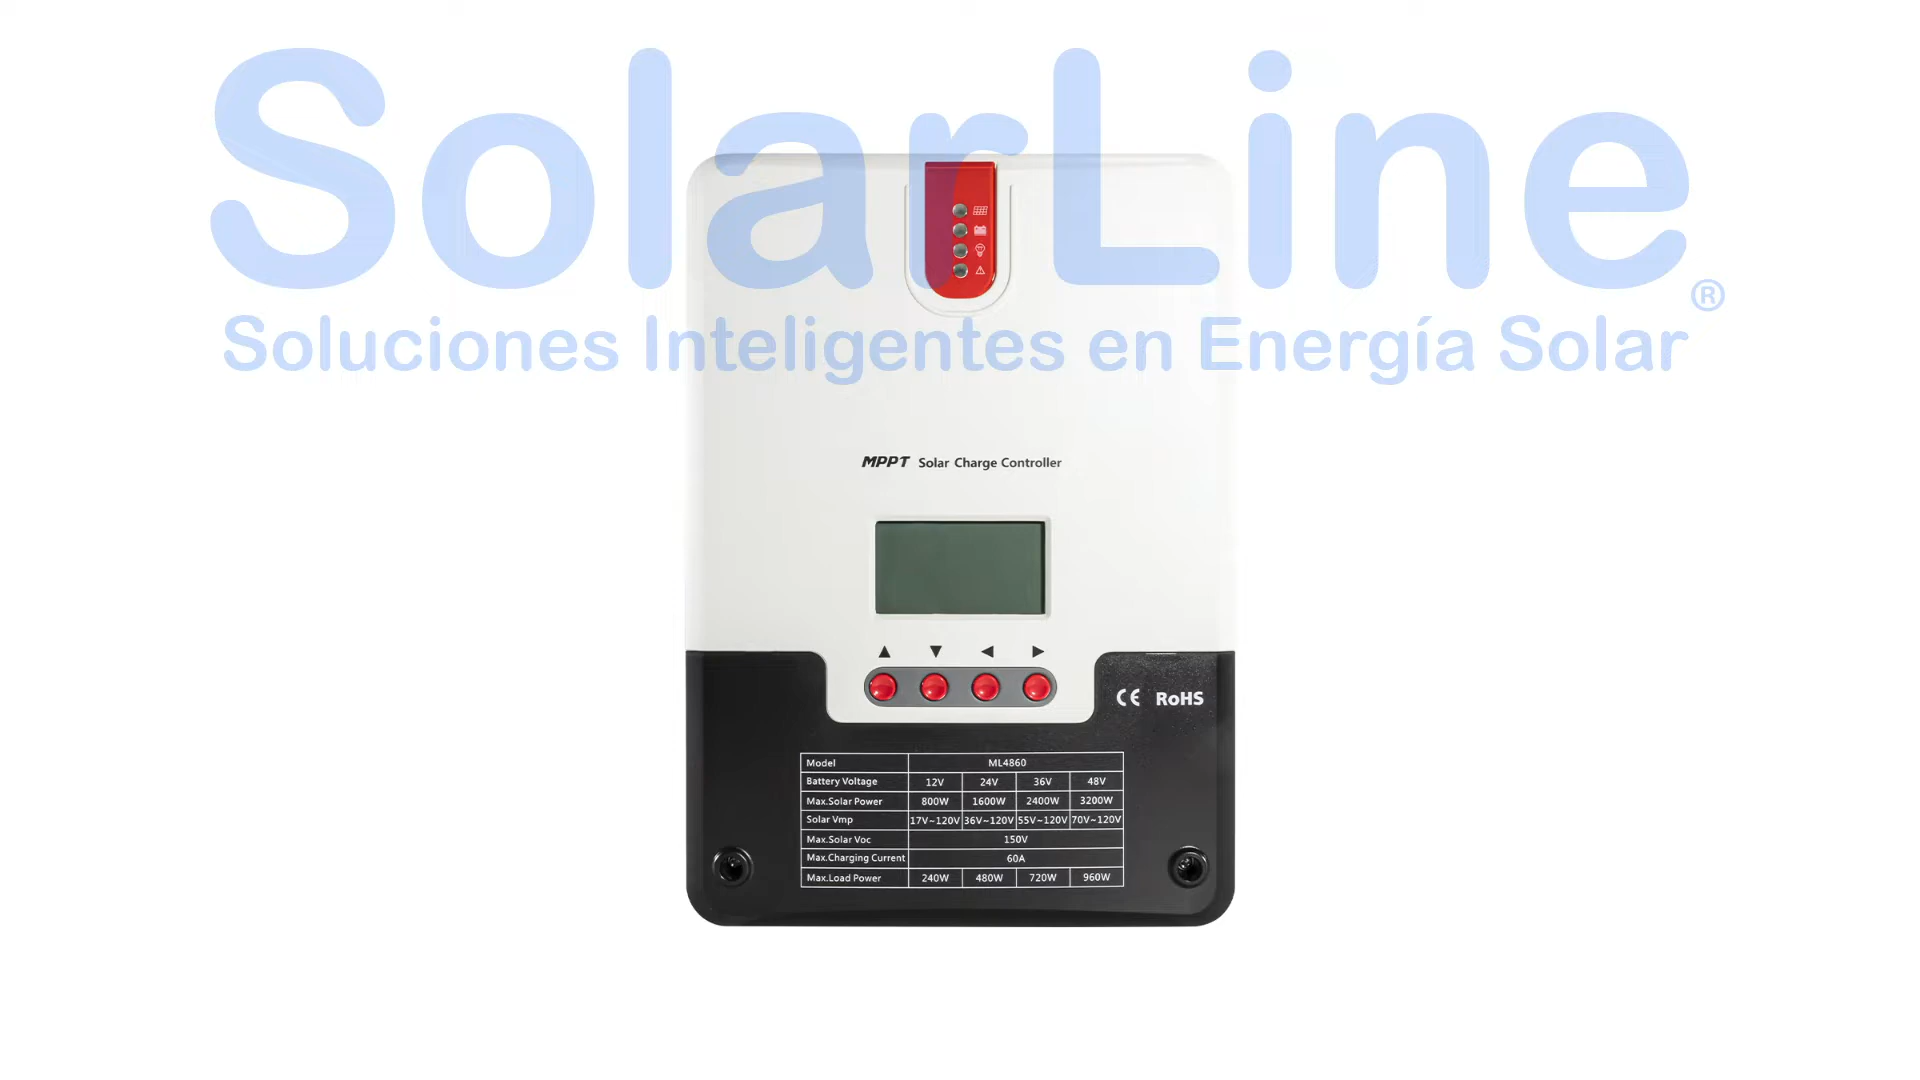 SolarLine®
Soluciones Inteligentes en Energía Solar
MPPT Solar Charge Controller
CE RoHS
Model ML4860
Battery Voltage 12V 24V 36V 48V
Max.Solar Power 800W 1600W 2400W 3200W
Solar Vmp 17V~120V 36V~120V 55V~120V 70V~120V
Max.Solar Voc 150V
Max.Charging Current 60A
Max.Load Power 240W 480W 720W 960W